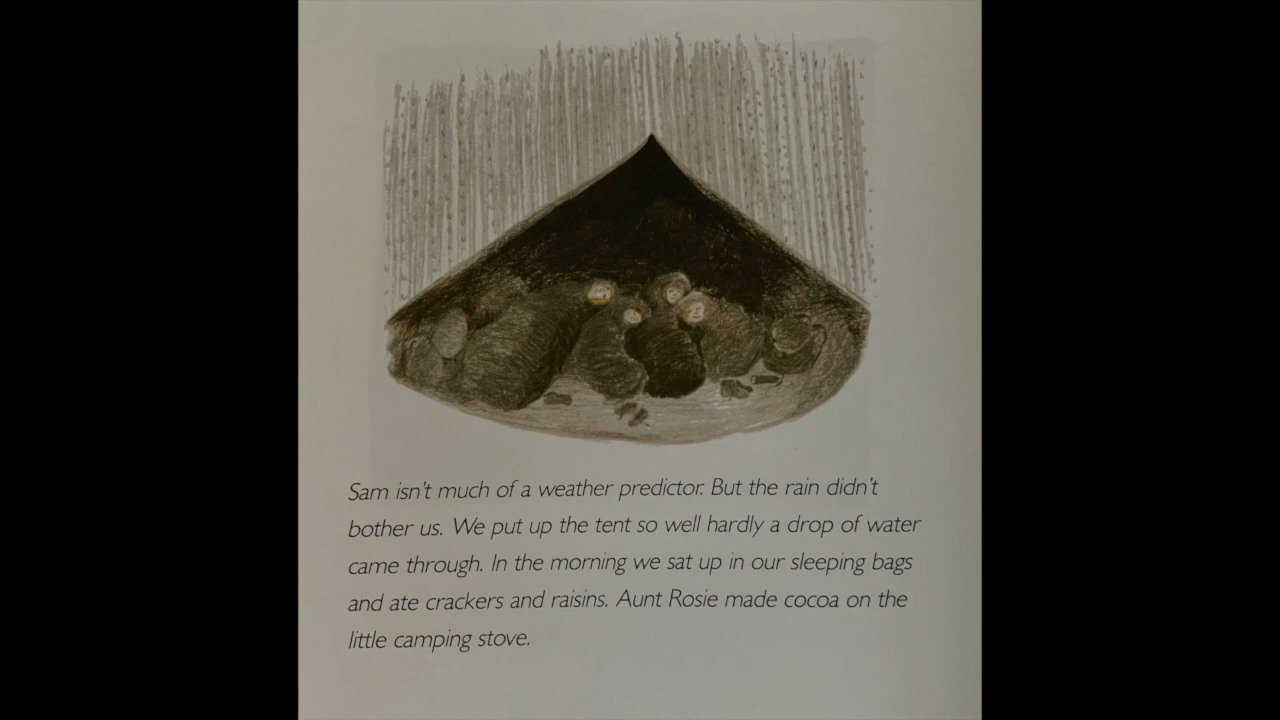 Sam isn't much of a weather predictor. But the rain didn't
bother us. We put up the tent so well hardly a drop of water
came through. In the morning we sat up in our sleeping bags
and ate crackers and raisins. Aunt Rosie made cocoa on the
little camping stove.